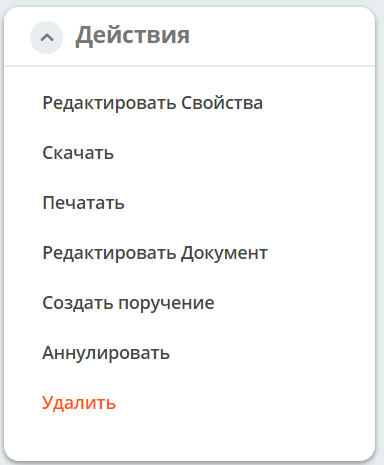 Действия
Редактировать Свойства
Скачать
Печатать
Редактировать Документ
Создать поручение
Аннулировать
Удалить